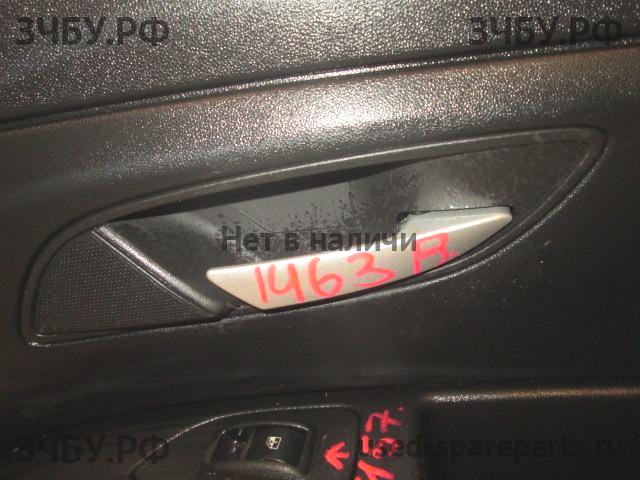 ЗЧБУ.РФ ЗЧБУ.РФ
Нет в наличи
1463 R
ЗЧБУ.РФ used-spareparts.ru